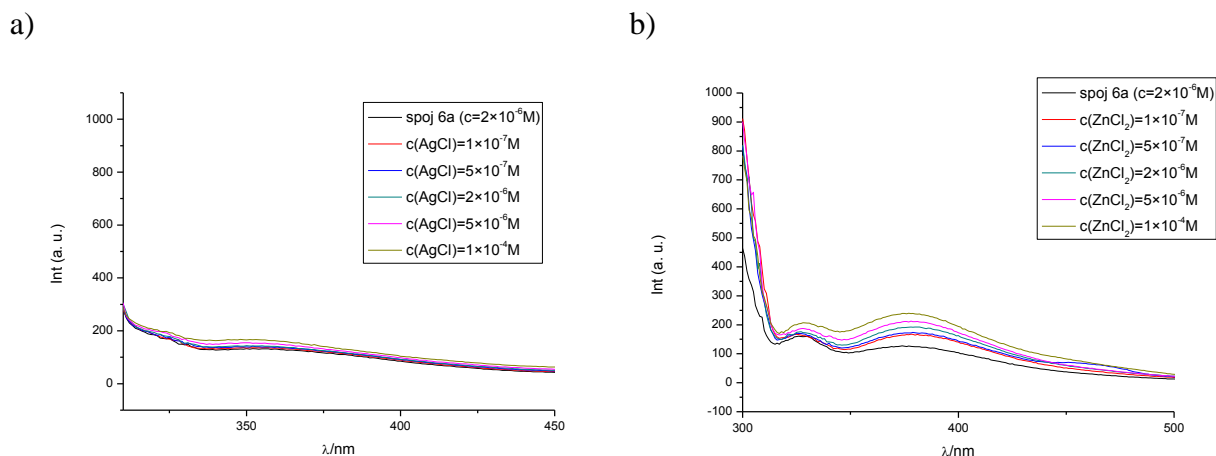 a)
b)
spoj 6a (c=2×10⁻⁶M)
c(AgCl)=1×10⁻⁷M
c(AgCl)=5×10⁻⁷M
c(AgCl)=2×10⁻⁶M
c(AgCl)=5×10⁻⁶M
c(AgCl)=1×10⁻⁴M
1000
800
600
400
200
0
Int (a. u.)
350
400
450
λ/nm
spoj 6a (c=2×10⁻⁶M)
c(ZnCl₂)=1×10⁻⁷M
c(ZnCl₂)=5×10⁻⁷M
c(ZnCl₂)=2×10⁻⁶M
c(ZnCl₂)=5×10⁻⁶M
c(ZnCl₂)=1×10⁻⁴M
1000
900
800
700
600
500
400
300
200
100
0
-100
Int (a. u.)
300
400
500
λ/nm